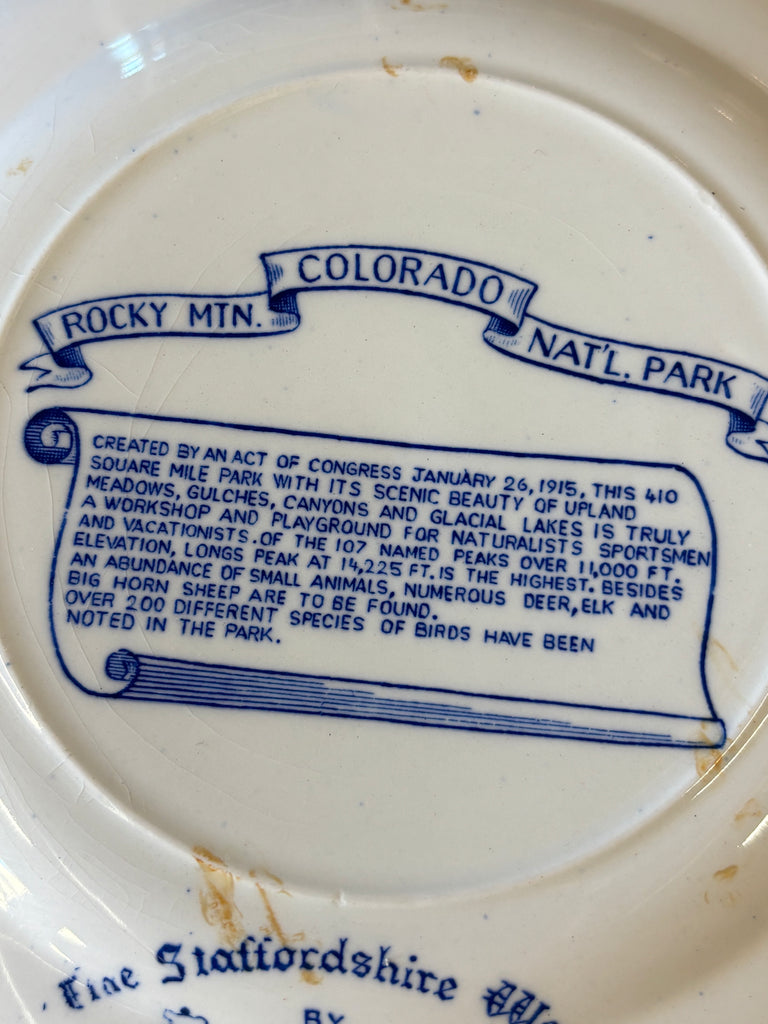 ROCKY MTN. COLORADO NAT'L. PARK
CREATED BY AN ACT OF CONGRESS JANUARY 26, 1915, THIS 410
SQUARE MILE PARK WITH ITS SCENIC BEAUTY OF UPLAND
MEADOWS, GULCHES, CANYONS AND GLACIAL LAKES IS TRULY
A WORKSHOP AND PLAYGROUND FOR NATURALISTS SPORTSMEN
AND VACATIONISTS. OF THE 107 NAMED PEAKS OVER 11,000 FT.
ELEVATION, LONGS PEAK AT 14,225 FT. IS THE HIGHEST. BESIDES
AN ABUNDANCE OF SMALL ANIMALS, NUMEROUS DEER, ELK AND
BIG HORN SHEEP ARE TO BE FOUND.
OVER 200 DIFFERENT SPECIES OF BIRDS HAVE BEEN
NOTED IN THE PARK.
Fine Staffordshire
BY